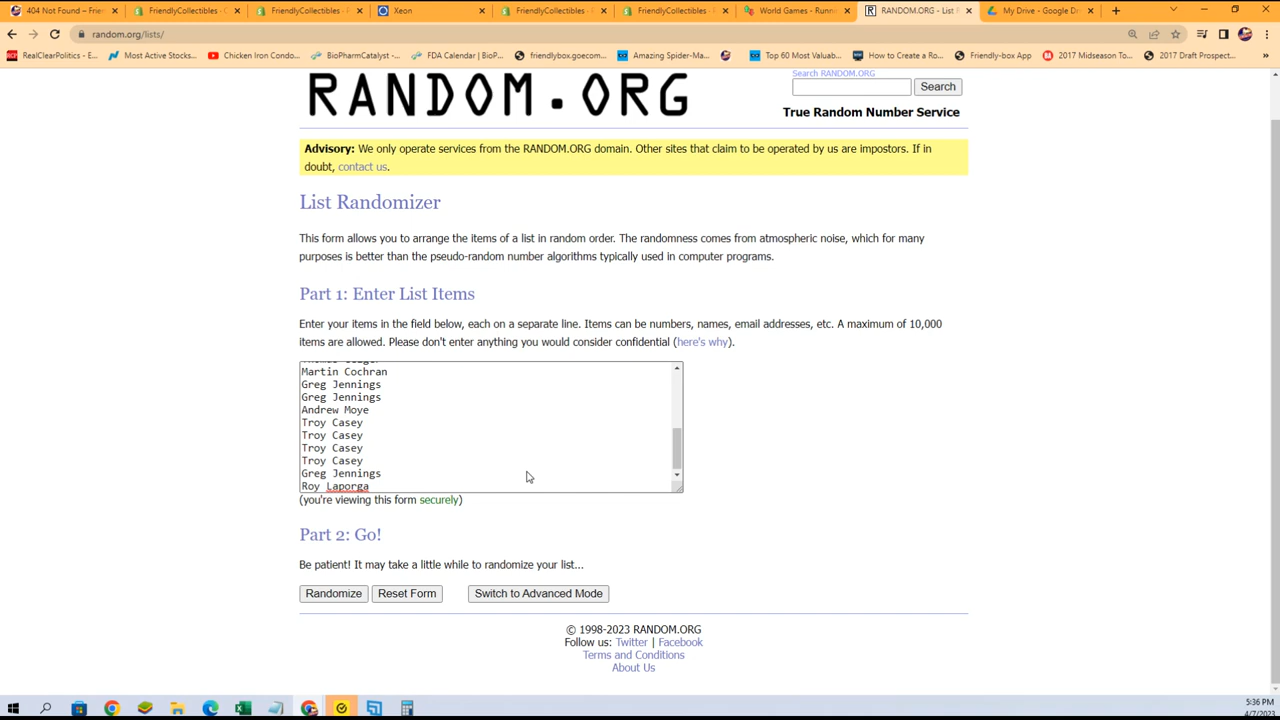 404 Not Found – Frien
FriendlyCollectibles - C
FriendlyCollectibles - P
Xeon
FriendlyCollectibles - P
FriendlyCollectibles - P
World Games - Runni
RANDOM.ORG - List R
My Drive - Google Dr
random.org/lists/
RealClearPolitics - E...
Most Active Stocks...
Chicken Iron Condo...
BioPharmCatalyst -...
FDA Calendar | BioP...
friendlybox.goecom...
Amazing Spider-Ma...
Top 60 Most Valuab...
How to Create a Ro...
Friendly-box App
2017 Midseason To...
2017 Draft Prospect...
»
RANDOM.ORG
Search RANDOM.ORG
Search
True Random Number Service
Advisory: We only operate services from the RANDOM.ORG domain. Other sites that claim to be operated by us are impostors. If in
doubt, contact us.
List Randomizer
This form allows you to arrange the items of a list in random order. The randomness comes from atmospheric noise, which for many
purposes is better than the pseudo-random number algorithms typically used in computer programs.
Part 1: Enter List Items
Enter your items in the field below, each on a separate line. Items can be numbers, names, email addresses, etc. A maximum of 10,000
items are allowed. Please don't enter anything you would consider confidential (here's why).
Martin Cochran
Greg Jennings
Greg Jennings
Andrew Moye
Troy Casey
Troy Casey
Troy Casey
Troy Casey
Greg Jennings
Roy Laporga
(you're viewing this form securely)
Part 2: Go!
Be patient! It may take a little while to randomize your list...
Randomize
Reset Form
Switch to Advanced Mode
© 1998-2023 RANDOM.ORG
Follow us: Twitter | Facebook
Terms and Conditions
About Us
5:36 PM
4/7/2023